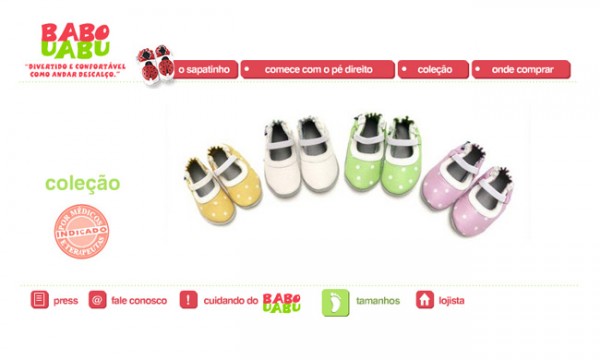 BABO
UABU
"DIVERTIDO E CONFORTÁVEL
COMO ANDAR DESCALÇO."
o sapatinho
comece com o pé direito
coleção
onde comprar
coleção
POR MÉDICOS
INDICADO
E TERAPEUTAS
press
@ fale conosco
! cuidando do BABO
UABU
tamanhos
lojista